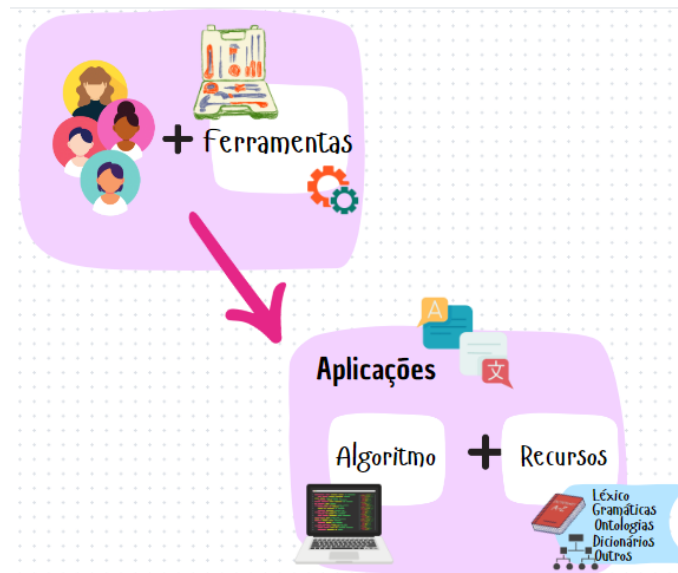 + Ferramentas
A
文
Aplicações
Algoritmo + Recursos
Léxico
Gramáticas
Ontologias
Dicionários
Outros